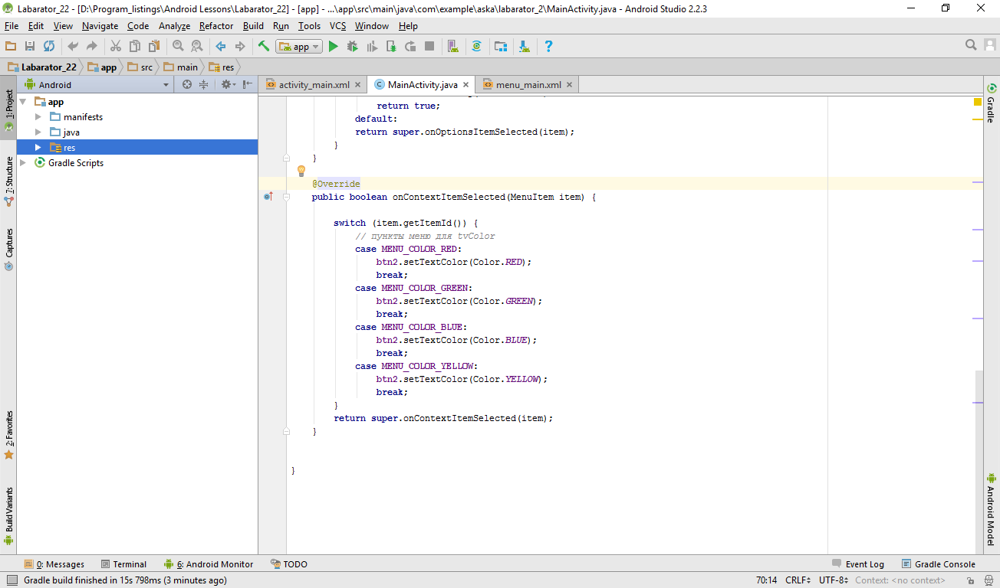 Labarator_22 - [D:\Program_listings\Android Lessons\Labarator_22] - [app] - ...\app\src\main\java\com\example\aska\labarator_2\MainActivity.java - Android Studio 2.2.3
File Edit View Navigate Code Analyze Refactor Build Run Tools VCS Window Help
app
Labarator_22 app src main res
Android
activity_main.xml MainActivity.java menu_main.xml
1: Project
7: Structure
Captures
2: Favorites
Build Variants
app
manifests
java
res
Gradle Scripts
return true;
default:
return super.onOptionsItemSelected(item);
}
}
@Override
public boolean onContextItemSelected(MenuItem item) {
switch (item.getItemId()) {
// пункты меню для tvColor
case MENU_COLOR_RED:
btn2.setTextColor(Color.RED);
break;
case MENU_COLOR_GREEN:
btn2.setTextColor(Color.GREEN);
break;
case MENU_COLOR_BLUE:
btn2.setTextColor(Color.BLUE);
break;
case MENU_COLOR_YELLOW:
btn2.setTextColor(Color.YELLOW);
break;
}
return super.onContextItemSelected(item);
}
}
Gradle
Android Model
0: Messages Terminal 6: Android Monitor TODO Event Log Gradle Console
Gradle build finished in 15s 798ms (3 minutes ago) 70:14 CRLF UTF-8 Context: <no context>